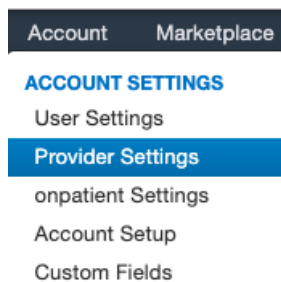 Account Marketplace
ACCOUNT SETTINGS
User Settings
Provider Settings
onpatient Settings
Account Setup
Custom Fields